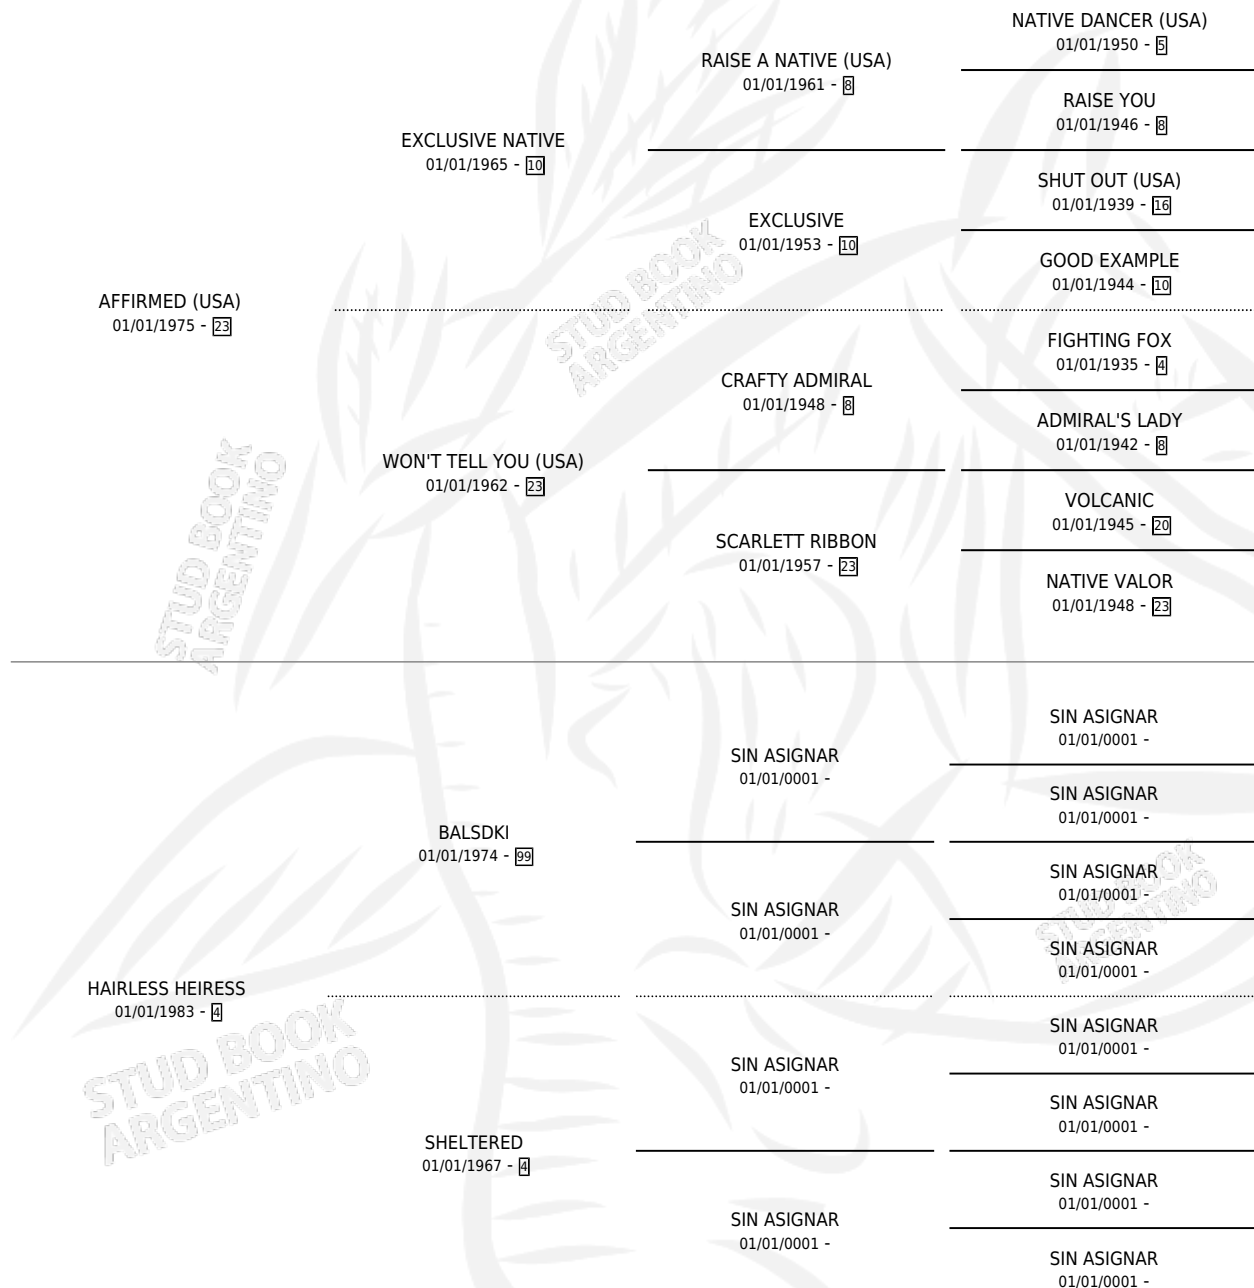 NATIVE DANCER (USA)
01/01/1950 - 5
RAISE A NATIVE (USA)
01/01/1961 - 8
RAISE YOU
01/01/1946 - 8
EXCLUSIVE NATIVE
01/01/1965 - 10
SHUT OUT (USA)
01/01/1939 - 16
EXCLUSIVE
01/01/1953 - 10
GOOD EXAMPLE
01/01/1944 - 10
AFFIRMED (USA)
01/01/1975 - 23
FIGHTING FOX
01/01/1935 - 4
CRAFTY ADMIRAL
01/01/1948 - 8
ADMIRAL'S LADY
01/01/1942 - 8
WON'T TELL YOU (USA)
01/01/1962 - 23
VOLCANIC
01/01/1945 - 20
SCARLETT RIBBON
01/01/1957 - 23
NATIVE VALOR
01/01/1948 - 23
SIN ASIGNAR
01/01/0001 -
SIN ASIGNAR
01/01/0001 -
SIN ASIGNAR
01/01/0001 -
BALSDKI
01/01/1974 - 99
SIN ASIGNAR
01/01/0001 -
SIN ASIGNAR
01/01/0001 -
SIN ASIGNAR
01/01/0001 -
HAIRLESS HEIRESS
01/01/1983 - 4
SIN ASIGNAR
01/01/0001 -
SIN ASIGNAR
01/01/0001 -
SIN ASIGNAR
01/01/0001 -
SHELTERED
01/01/1967 - 4
SIN ASIGNAR
01/01/0001 -
SIN ASIGNAR
01/01/0001 -
SIN ASIGNAR
01/01/0001 -
STUD BOOK
ARGENTINO
STUD BOOK
ARGENTINO
STUD BOOK
ARGENTINO
STUD BOOK
ARGENTINO